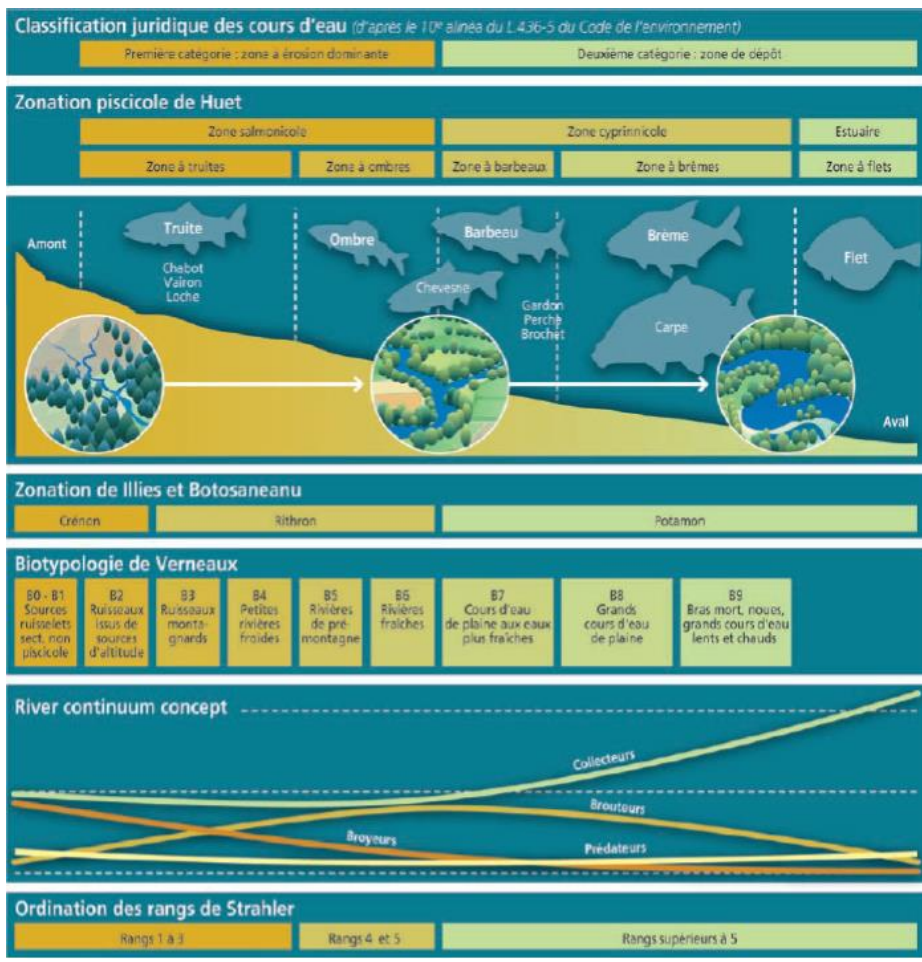 Classification juridique des cours d'eau (d'après le 10e alinéa du L.436-5 du Code de l'environnement)
Première catégorie : zone a érosion dominante
Deuxième catégorie : zone de dépôt
Zonation piscicole de Huet
Zone salmonicole
Zone cyprinnicole
Estuaire
Zone à truites
Zone à ombres
Zone à barbeaux
Zone à brèmes
Zone à flets
Amont
Truite
Chabot
Vairon
Loche
Ombre
Barbeau
Chevesne
Gardon
Perche
Brochet
Brème
Carpe
Flet
Aval
Zonation de Illies et Botosaneanu
Crénon
Rithron
Potamon
Biotypologie de Verneaux
B0 - B1
Sources
ruisselets
sect. non
piscicole
B2
Ruisseaux
issus de
sources
d'altitude
B3
Ruisseaux
monta-
gnards
B4
Petites
rivières
froides
B5
Rivières
de pré-
montagne
B6
Rivières
fraîches
B7
Cours d'eau
de plaine aux eaux
plus fraîches
B8
Grands
cours d'eau
de plaine
B9
Bras mort, noues,
grands cours d'eau
lents et chauds
River continuum concept
Collecteurs
Brouteurs
Broyeurs
Prédateurs
Ordination des rangs de Strahler
Rangs 1 à 3
Rangs 4 et 5
Rangs supérieurs à 5